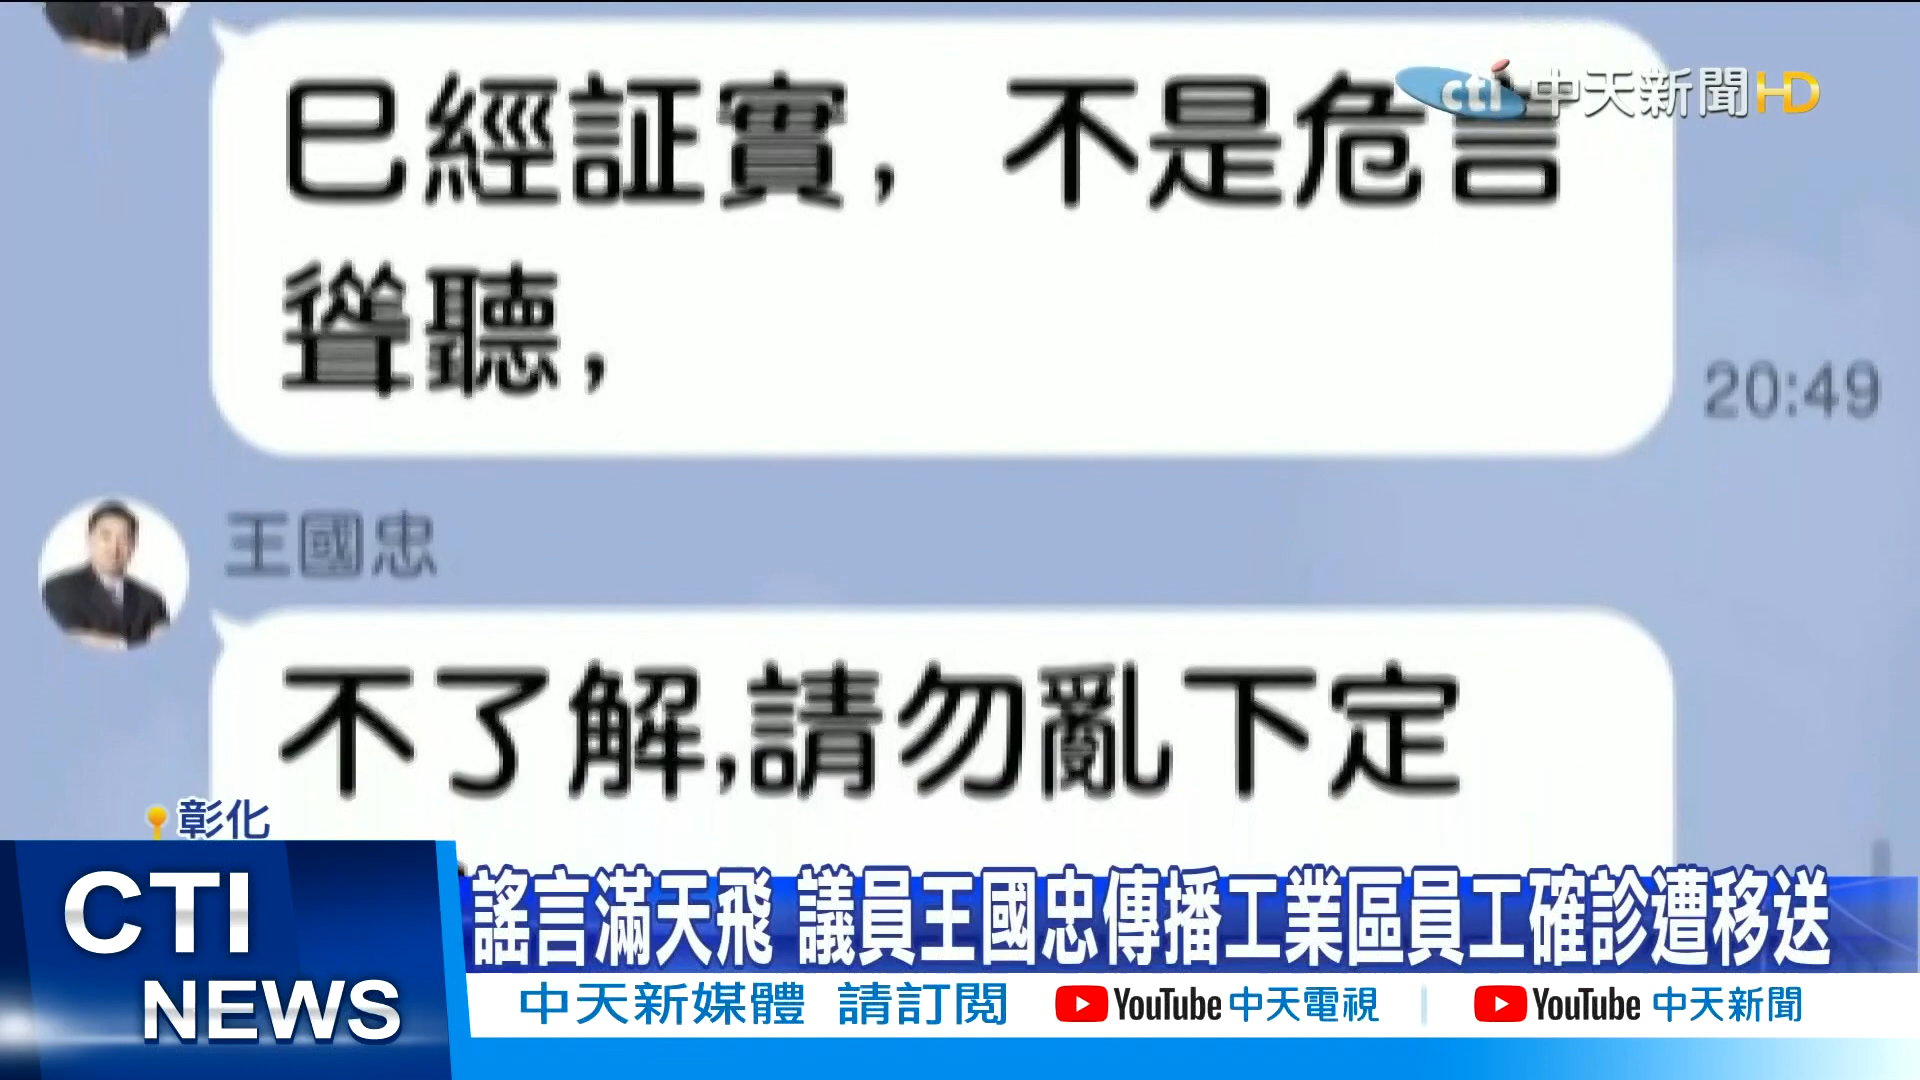 已經証實，不是危言
cti 中天新聞HD
聳聽，
20:49
王國忠
不了解,請勿亂下定
彰化
CTI
NEWS
謠言滿天飛 議員王國忠傳播工業區員工確診遭移送
中天新媒體 請訂閱 YouTube 中天電視 YouTube 中天新聞